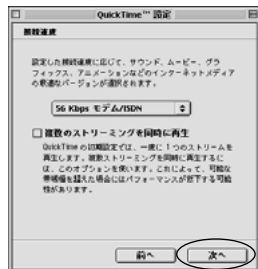 QuickTime™ 設定
接続速度
設定した接続速度に応じて、サウンド、ムービー、グラ
フィックス、アニメーションなどのインターネットメディア
の最適なバージョンが選択されます。
56 Kbps モデム/ISDN
複数のストリーミングを同時に再生
QuickTime の初期設定では、一度に 1 つのストリームを
再生します。複数ストリーミングを同時に再生するに
は、このオプションを使います。これによって、可能な
帯域幅を超えた場合にはパフォーマンスが低下する可能
性があります。
前へ
次へ